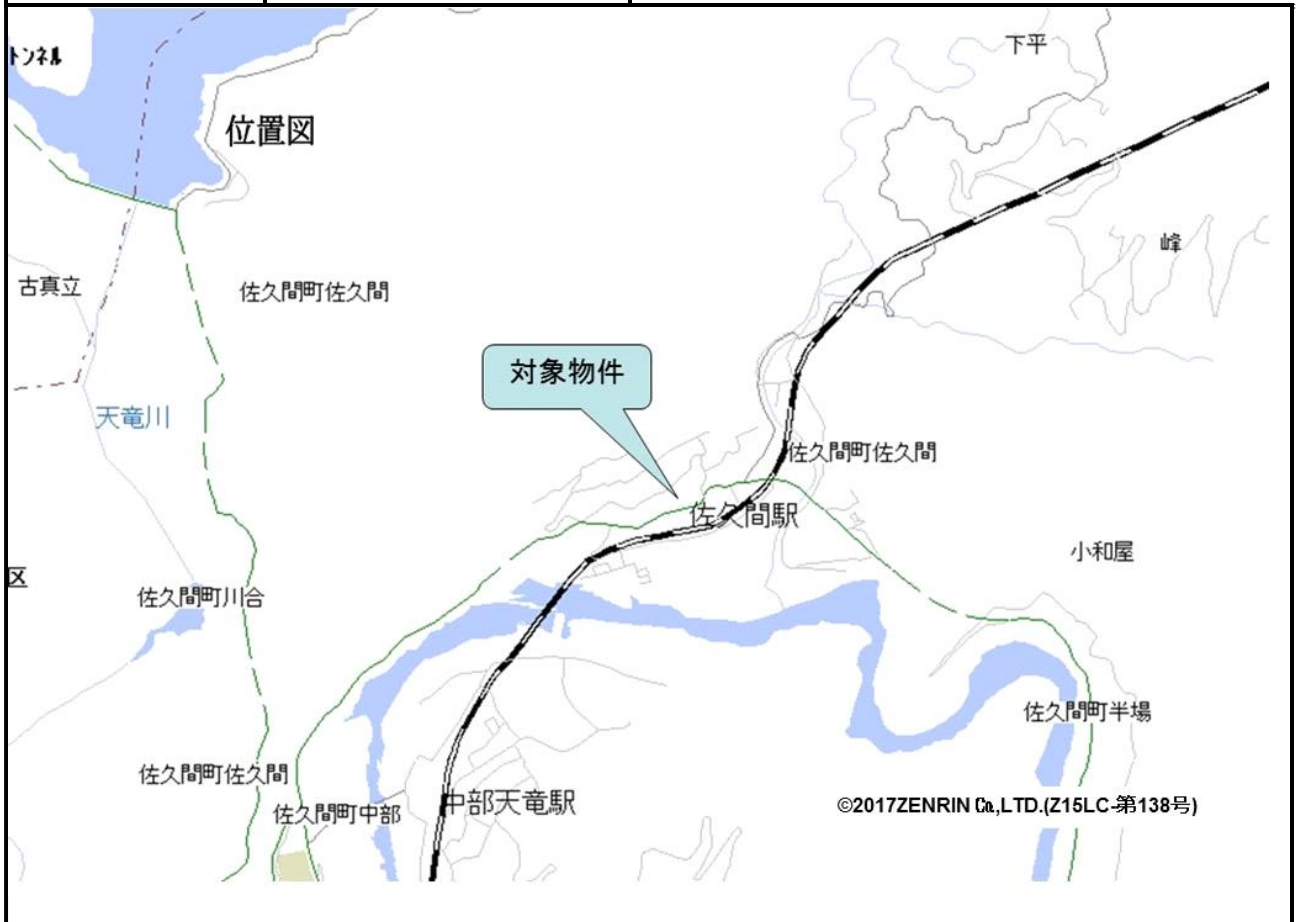 トンネル
下平
位置図
峰
古真立
佐久間町佐久間
対象物件
天竜川
佐久間町佐久間
佐久間駅
小和屋
区
佐久間町川合
佐久間町半場
佐久間町佐久間
佐久間町中部
中部天竜駅
©2017ZENRIN Co.,LTD.(Z15LC-第138号)